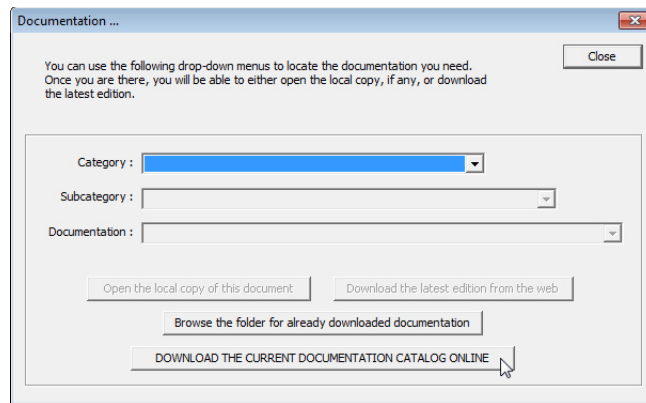 Documentation ...
You can use the following drop-down menus to locate the documentation you need.
Once you are there, you will be able to either open the local copy, if any, or download
the latest edition.
Close
Category :
Subcategory :
Documentation :
Open the local copy of this document
Download the latest edition from the web
Browse the folder for already downloaded documentation
DOWNLOAD THE CURRENT DOCUMENTATION CATALOG ONLINE